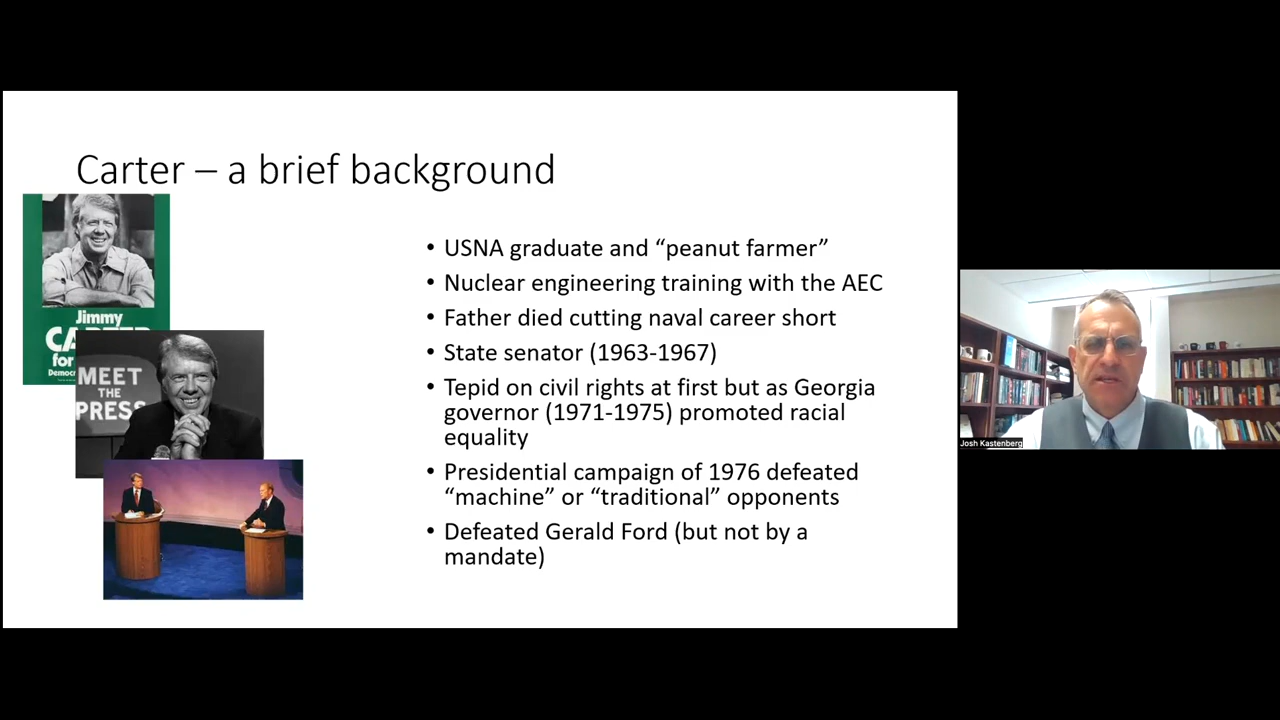 Carter – a brief background
Jimmy
for
MEET
THE
PRESS
• USNA graduate and “peanut farmer”
• Nuclear engineering training with the AEC
• Father died cutting naval career short
• State senator (1963-1967)
• Tepid on civil rights at first but as Georgia
governor (1971-1975) promoted racial
equality
• Presidential campaign of 1976 defeated
“machine” or “traditional” opponents
• Defeated Gerald Ford (but not by a
mandate)
Josh Kastenberg